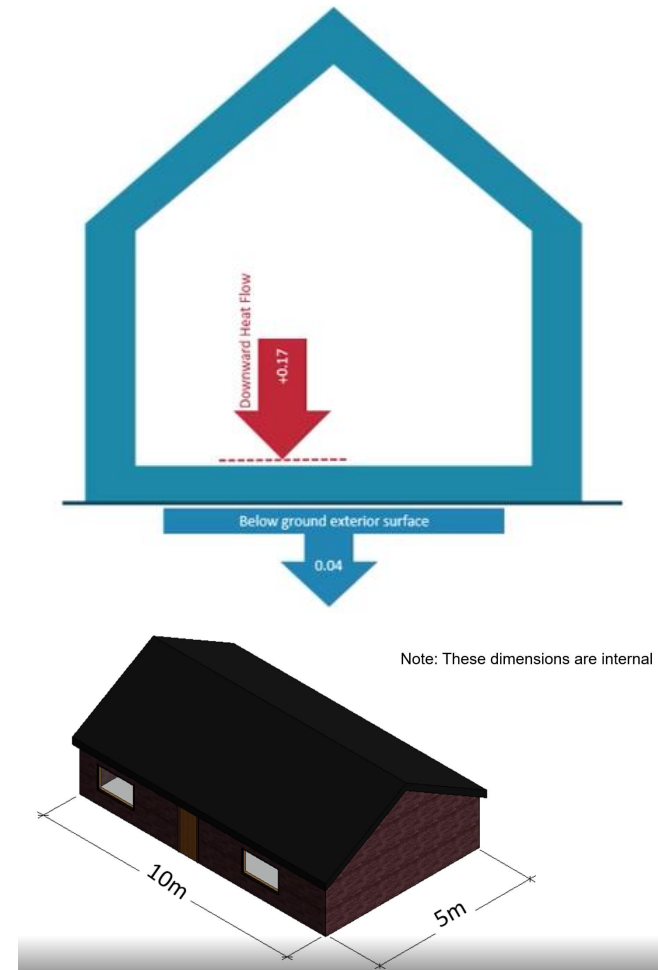 Downward Heat Flow
+0.17
Below ground exterior surface
0.04
Note: These dimensions are internal
10m
5m